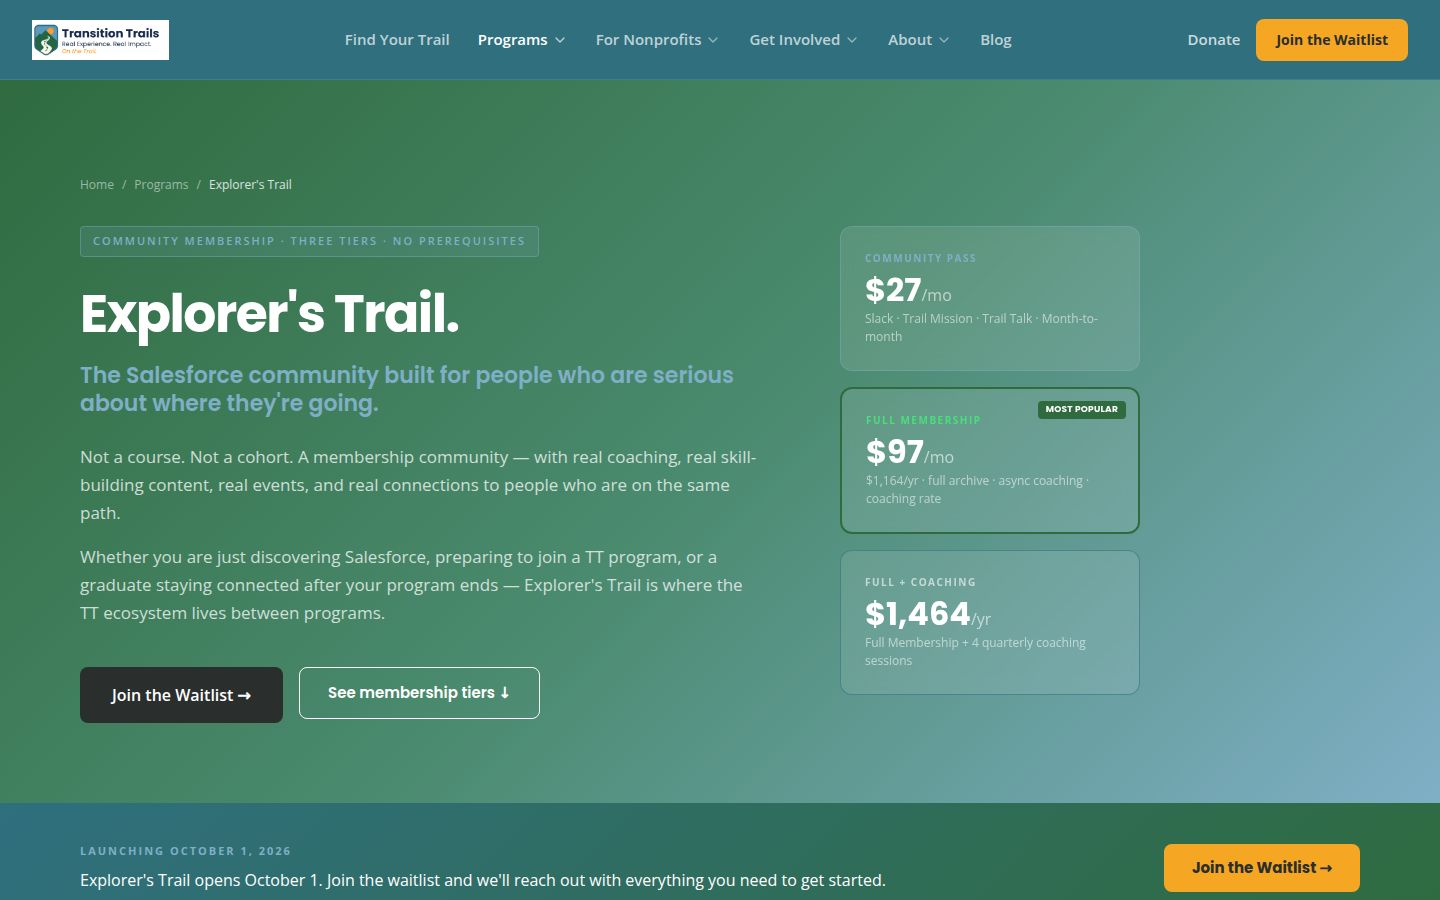 Transition Trails
Real Experience. Real Impact.
On the Trail.
Find Your Trail
Programs
For Nonprofits
Get Involved
About
Blog
Donate
Join the Waitlist
Home / Programs / Explorer's Trail
COMMUNITY MEMBERSHIP · THREE TIERS · NO PREREQUISITES
Explorer's Trail.
The Salesforce community built for people who are serious
about where they're going.
Not a course. Not a cohort. A membership community — with real coaching, real skill-
building content, real events, and real connections to people who are on the same
path.
Whether you are just discovering Salesforce, preparing to join a TT program, or a
graduate staying connected after your program ends — Explorer's Trail is where the
TT ecosystem lives between programs.
Join the Waitlist →
See membership tiers ↓
COMMUNITY PASS
$27/mo
Slack · Trail Mission · Trail Talk · Month-to-
month
MOST POPULAR
FULL MEMBERSHIP
$97/mo
$1,164/yr · full archive · async coaching ·
coaching rate
FULL + COACHING
$1,464/yr
Full Membership + 4 quarterly coaching
sessions
LAUNCHING OCTOBER 1, 2026
Explorer's Trail opens October 1. Join the waitlist and we'll reach out with everything you need to get started.
Join the Waitlist →